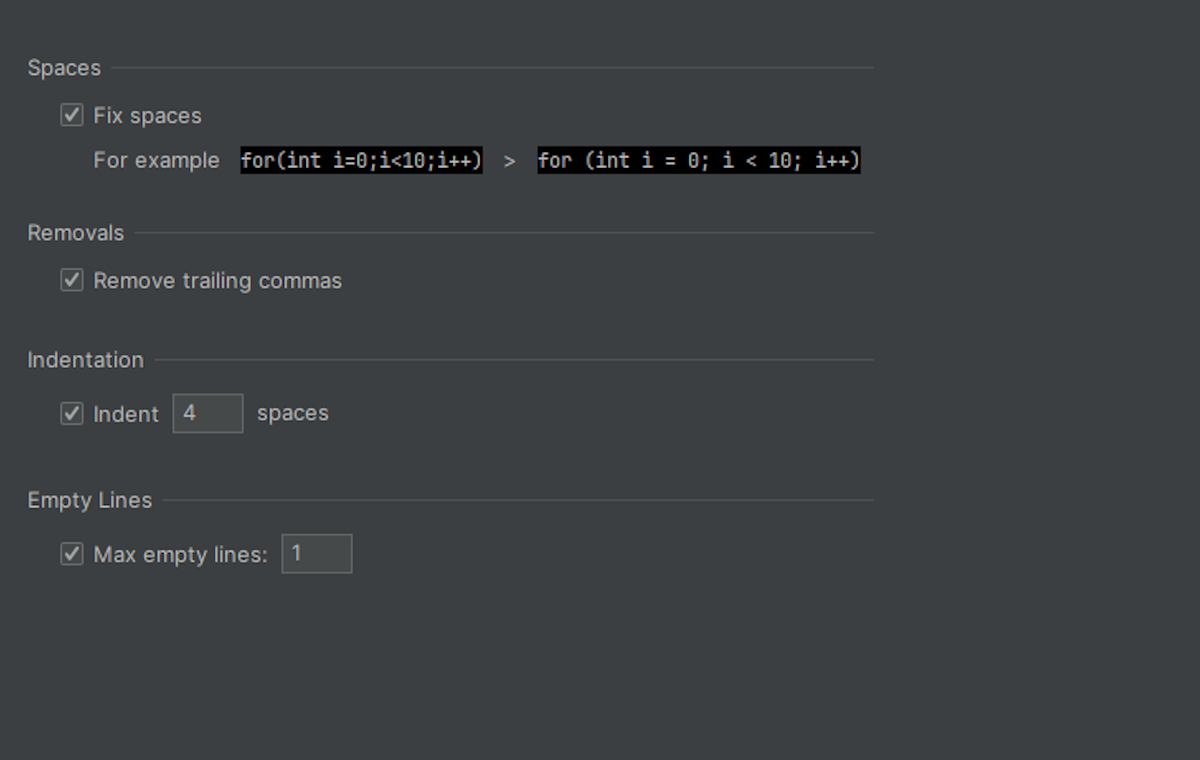 Spaces
Fix spaces
For example for(int i=0;i<10;i++) > for (int i = 0; i < 10; i++)
Removals
Remove trailing commas
Indentation
Indent 4 spaces
Empty Lines
Max empty lines: 1